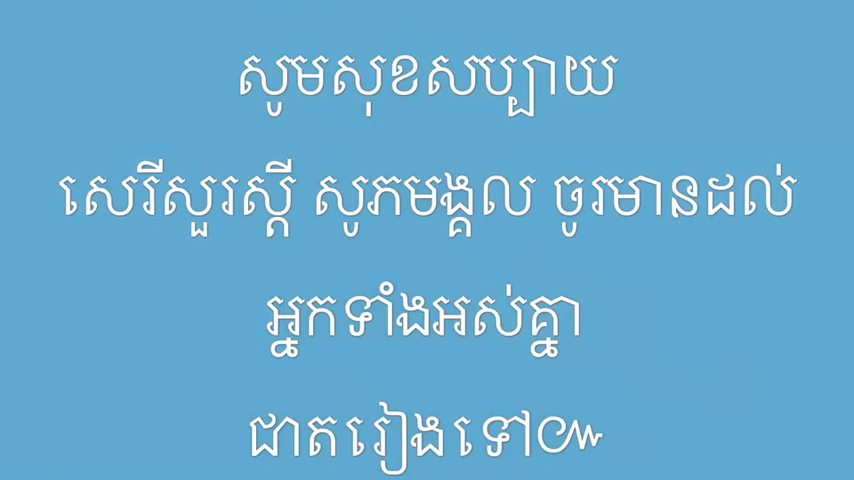 សូមសុខសប្បាយ
សេរីសួរស្ដី សូភមង្គល ចូរមានដល់
អ្នកទាំងអស់គ្នា
ជាតរៀងទៅ៚